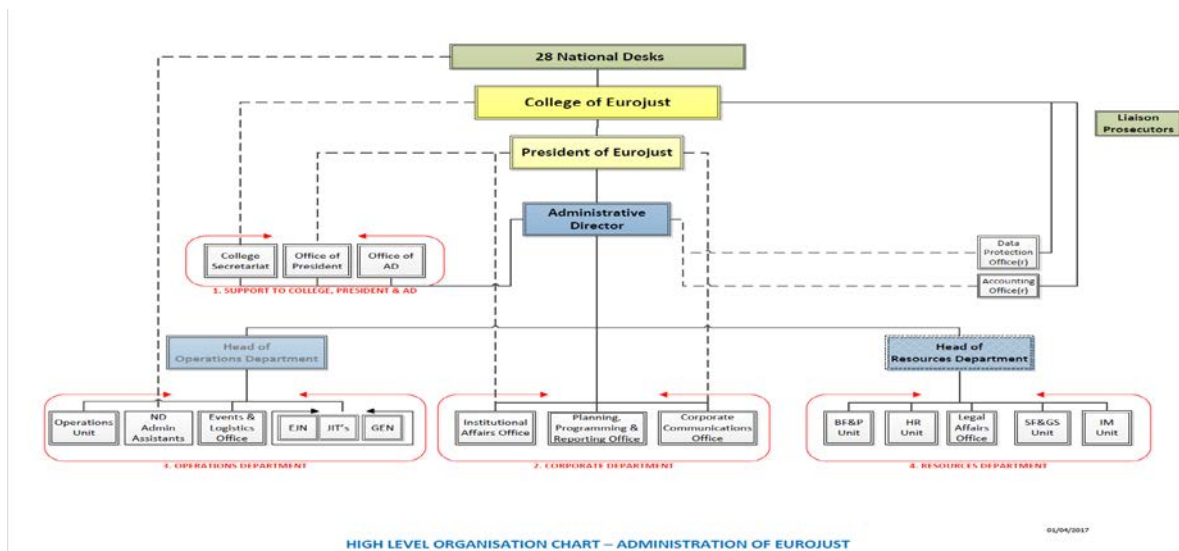 28 National Desks
College of Eurojust
Liaison
Prosecutors
President of Eurojust
Administrative
Director
College
Secretariat
Office of
President
Office of
AD
Data
Protection
Office(r)
Accounting
Office(r)
1. SUPPORT TO COLLEGE, PRESIDENT & AD
Head of
Operations Department
Head of
Resources Department
Operations
Unit
ND
Admin
Assistants
Events &
Logistics
Office
EJN
JIT's
GEN
Institutional
Affairs Office
Planning,
Programming &
Reporting Office
Corporate
Communications
Office
BF&P
Unit
HR
Unit
Legal
Affairs
Office
SF&GS
Unit
IM
Unit
3. OPERATIONS DEPARTMENT
2. CORPORATE DEPARTMENT
4. RESOURCES DEPARTMENT
01/04/2017
HIGH LEVEL ORGANISATION CHART – ADMINISTRATION OF EUROJUST